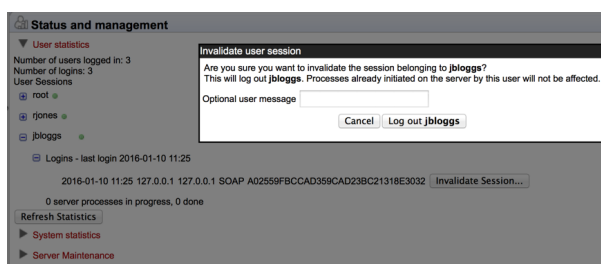 Status and management
User statistics
Number of users logged in: 3
Number of logins: 3
User Sessions
root
rjones
jbloggs
Logins - last login 2016-01-10 11:25
2016-01-10 11:25 127.0.0.1 127.0.0.1 SOAP A02559FBCCAD359CAD23BC21318E3032 Invalidate Session...
0 server processes in progress, 0 done
Refresh Statistics
System statistics
Server Maintenance
Invalidate user session
Are you sure you want to invalidate the session belonging to jbloggs?
This will log out jbloggs. Processes already initiated on the server by this user will not be affected.
Optional user message
Cancel Log out jbloggs